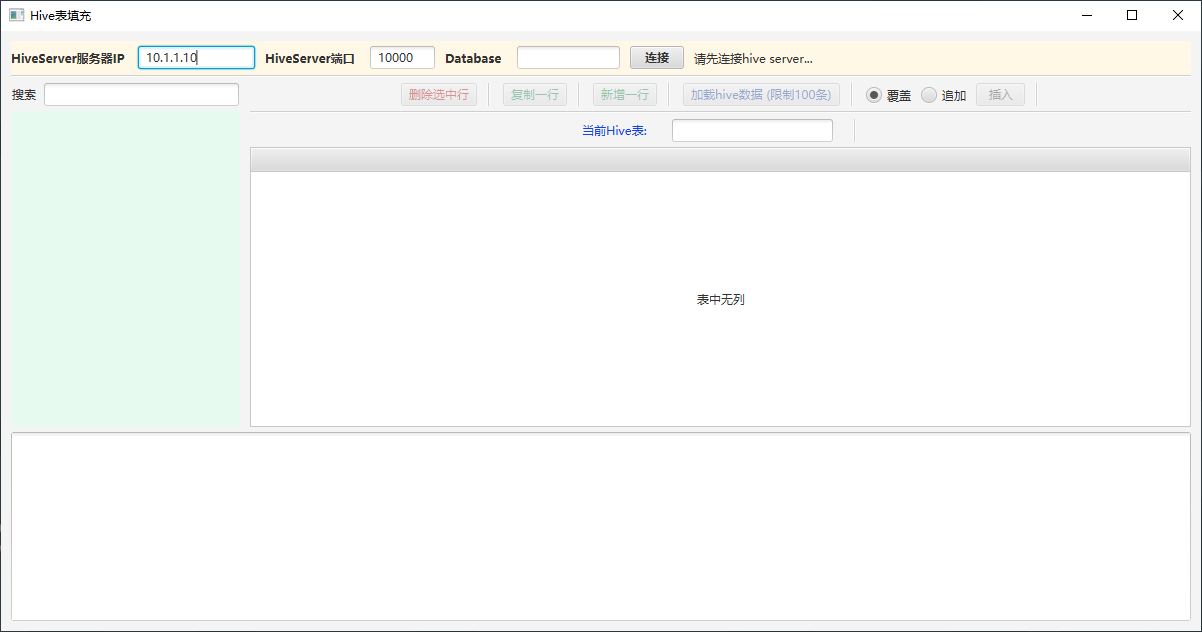 Hive表填充
HiveServer服务器IP 10.1.1.10 HiveServer端口 10000 Database 连接 请先连接hive server...
搜索 删除选中行 复制一行 新增一行 加载hive数据 (限制100条) 覆盖 追加 插入
当前Hive表:
表中无列